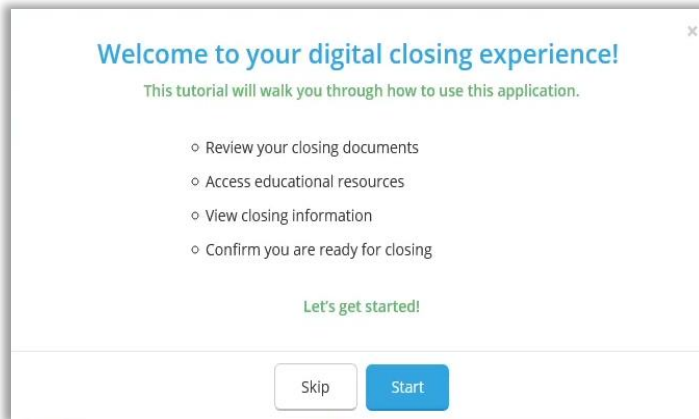 Welcome to your digital closing experience!
This tutorial will walk you through how to use this application.
Review your closing documents
Access educational resources
View closing information
Confirm you are ready for closing
Let's get started!
Skip
Start